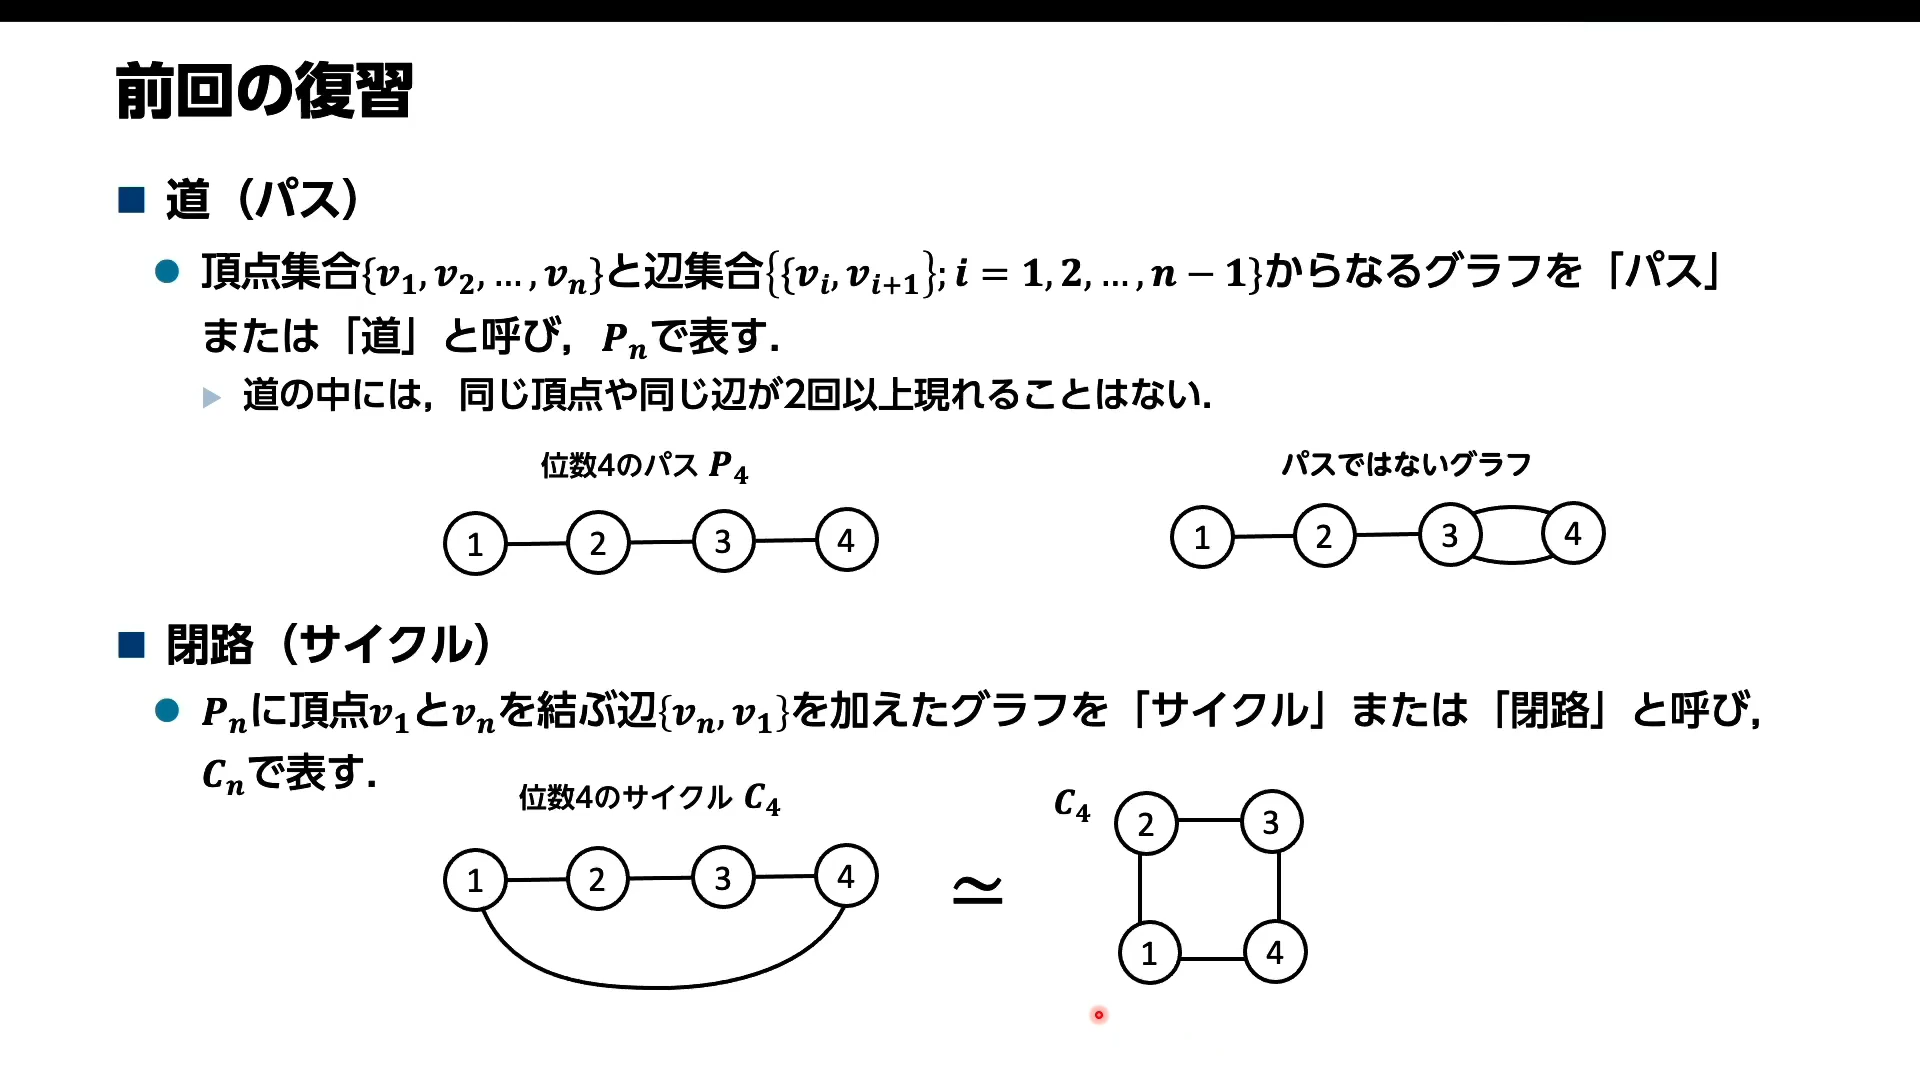 前回の復習
道（パス）
頂点集合{v₁, v₂, …, vₙ}と辺集合{{vᵢ, vᵢ₊₁}; i = 1, 2, …, n − 1}からなるグラフを「パス」
または「道」と呼び，Pₙで表す．
道の中には，同じ頂点や同じ辺が2回以上現れることはない．
位数4のパス P₄
パスではないグラフ
1 2 3 4
1 2 3 4
閉路（サイクル）
Pₙに頂点v₁とvₙを結ぶ辺{vₙ, v₁}を加えたグラフを「サイクル」または「閉路」と呼び，
Cₙで表す．
位数4のサイクル C₄
C₄
1 2 3 4
≃
2 3
1 4